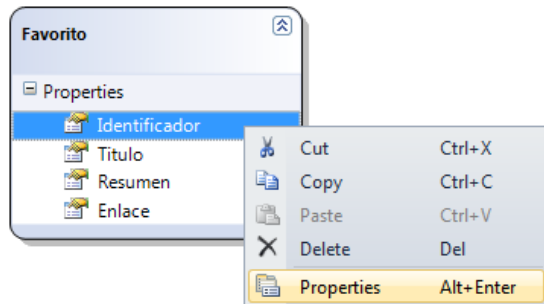 Favorito
Properties
Identificador
Titulo
Resumen
Enlace
Cut Ctrl+X
Copy Ctrl+C
Paste Ctrl+V
Delete Del
Properties Alt+Enter